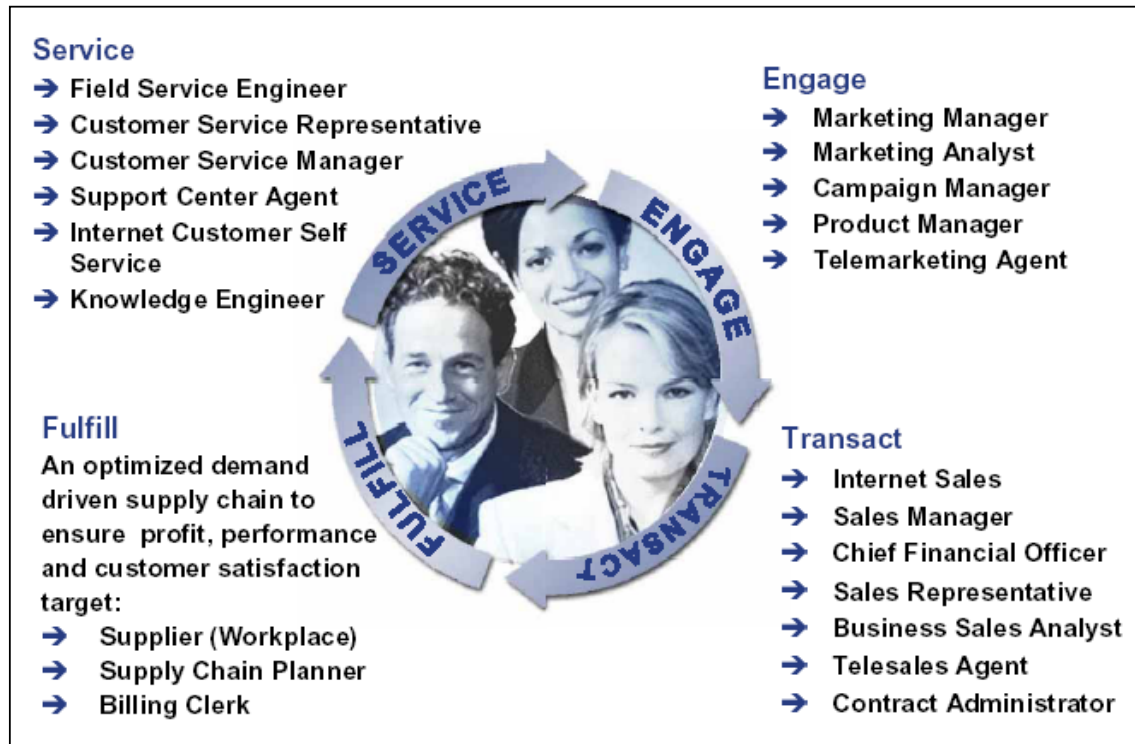 Service
➔ Field Service Engineer
➔ Customer Service Representative
➔ Customer Service Manager
➔ Support Center Agent
➔ Internet Customer Self
Service
➔ Knowledge Engineer
Engage
➔ Marketing Manager
➔ Marketing Analyst
➔ Campaign Manager
➔ Product Manager
➔ Telemarketing Agent
SERVICE
ENGAGE
TRANSACT
FULFILL
Fulfill
An optimized demand
driven supply chain to
ensure profit, performance
and customer satisfaction
target:
➔ Supplier (Workplace)
➔ Supply Chain Planner
➔ Billing Clerk
Transact
➔ Internet Sales
➔ Sales Manager
➔ Chief Financial Officer
➔ Sales Representative
➔ Business Sales Analyst
➔ Telesales Agent
➔ Contract Administrator